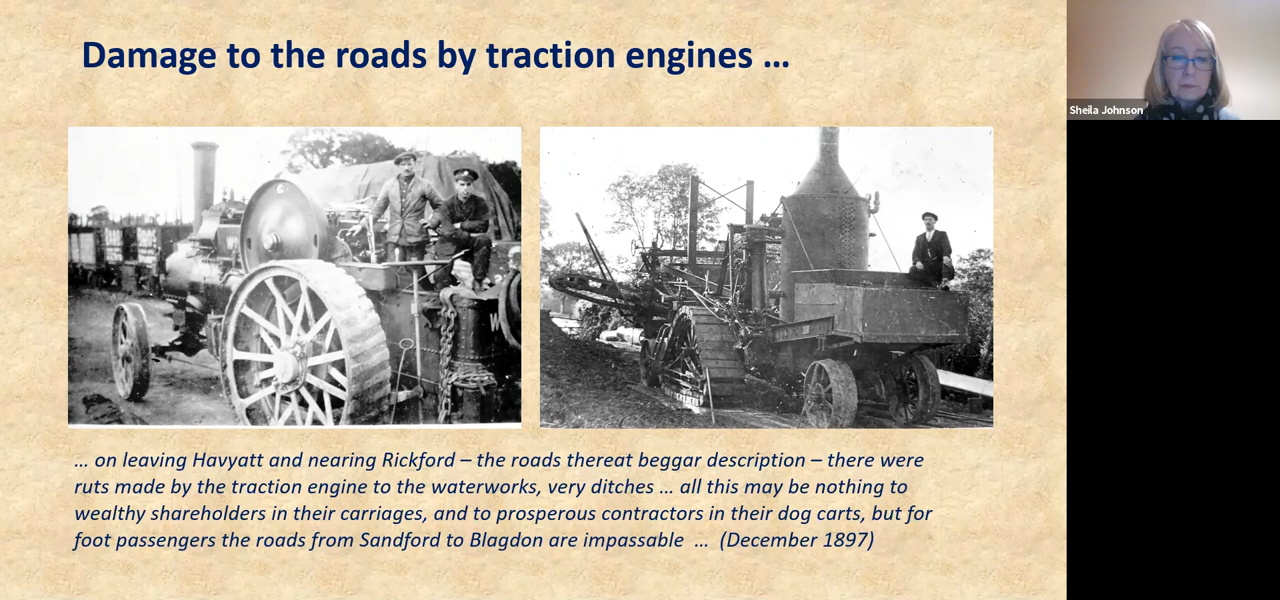 Damage to the roads by traction engines …
Sheila Johnson
… on leaving Havyatt and nearing Rickford – the roads thereat beggar description – there were
ruts made by the traction engine to the waterworks, very ditches … all this may be nothing to
wealthy shareholders in their carriages, and to prosperous contractors in their dog carts, but for
foot passengers the roads from Sandford to Blagdon are impassable … (December 1897)